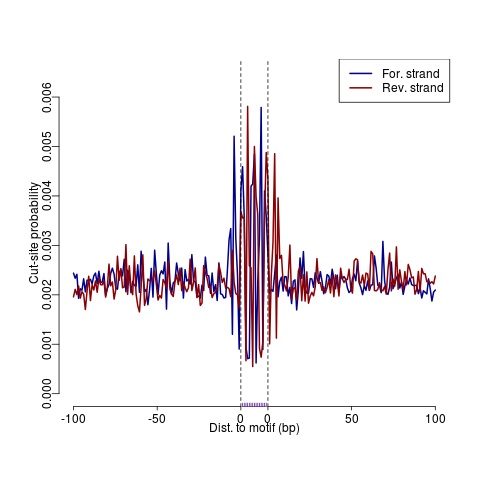 For. strand
Rev. strand
0.006
0.005
0.004
0.003
0.002
0.001
0.000
Cut-site probability
-100 -50 0 0 50 100
Dist. to motif (bp)